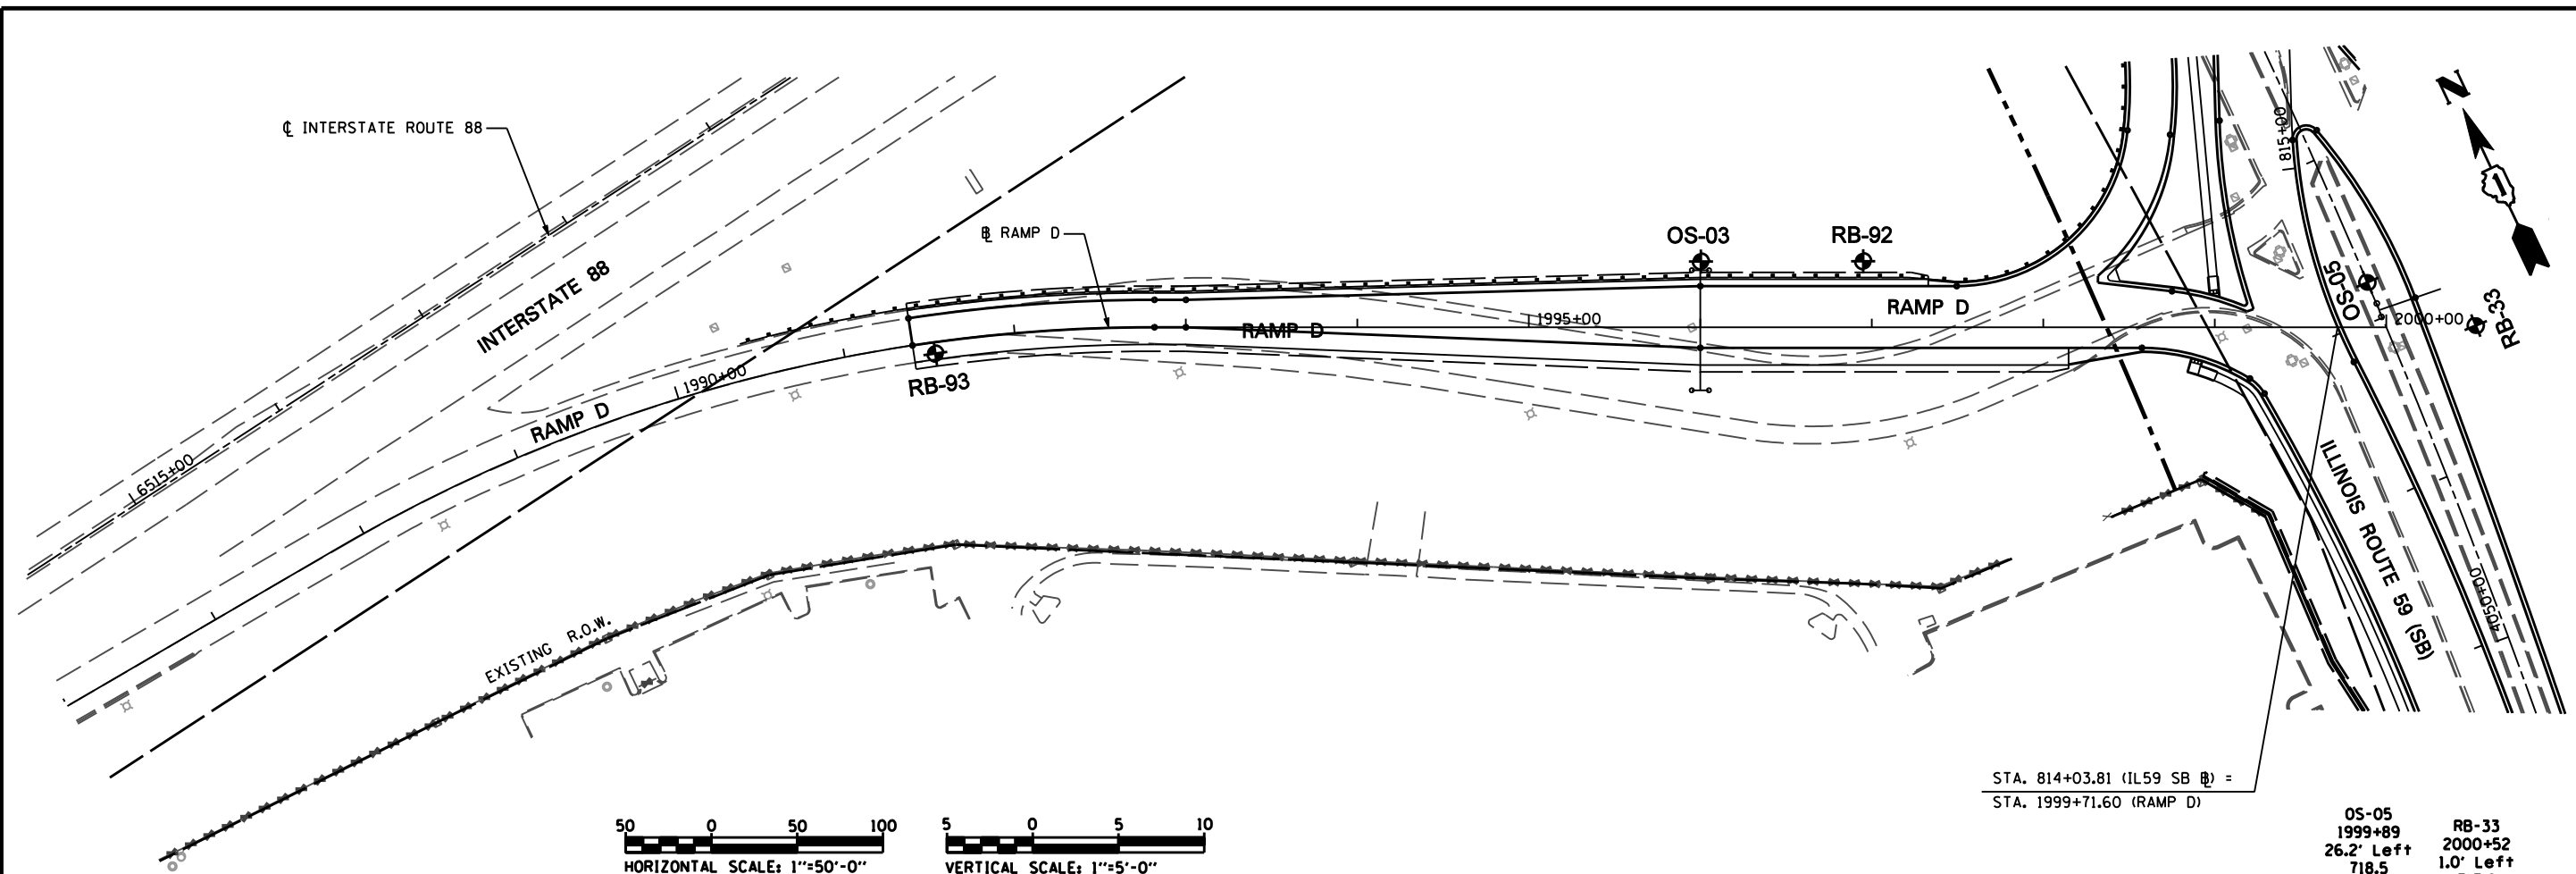 ℄ INTERSTATE ROUTE 88
INTERSTATE 88
6515+00
RAMP D
1990+00
EXISTING R.O.W.
RB-93
℄ RAMP D
RAMP D
1995+00
OS-03
RB-92
RAMP D
815+00
N
1
OS-05
2000+00
RB-33
ILLINOIS ROUTE 59 (SB)
4050+00
STA. 814+03.81 (IL59 SB ℄) =
STA. 1999+71.60 (RAMP D)
50 0 50 100
HORIZONTAL SCALE: 1''=50'-0''
5 0 5 10
VERTICAL SCALE: 1''=5'-0''
OS-05
1999+89
26.2' Left
718.5
RB-33
2000+52
1.0' Left